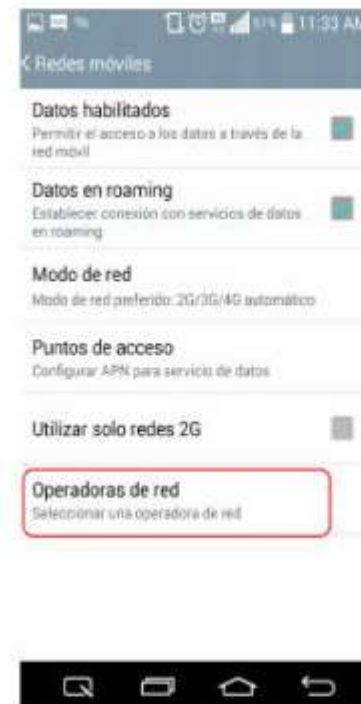 11:33 AM
Redes móviles
Datos habilitados
Permitir el acceso a los datos a través de la
red móvil
Datos en roaming
Establecer conexión con servicios de datos
en roaming
Modo de red
Modo de red preferido: 2G/3G/4G automático
Puntos de acceso
Configurar APN para servicio de datos
Utilizar solo redes 2G
Operadoras de red
Seleccionar una operadora de red